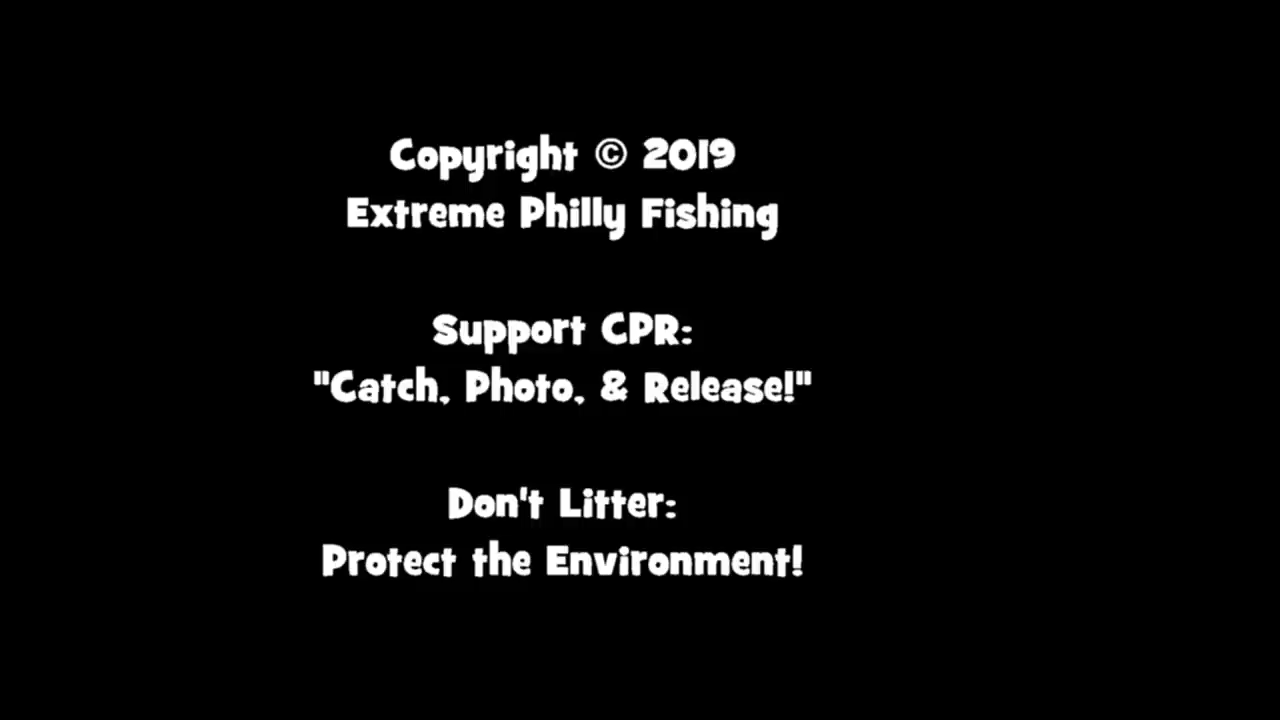 Copyright © 2019
Extreme Philly Fishing
Support CPR:
"Catch, Photo, & Release!"
Don't Litter:
Protect the Environment!